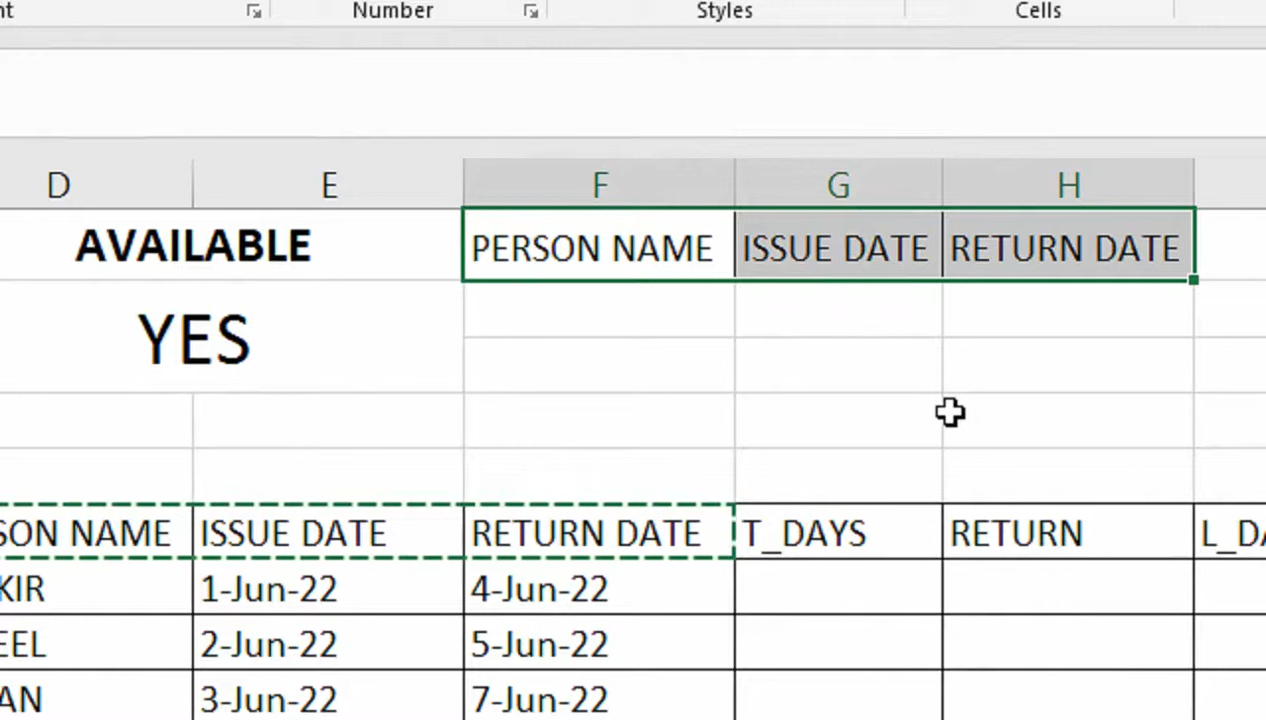 nt Number Styles Cells
D E F G H
AVAILABLE PERSON NAME ISSUE DATE RETURN DATE
YES
SON NAME ISSUE DATE RETURN DATE T_DAYS RETURN L_DA
KIR 1-Jun-22 4-Jun-22
EEL 2-Jun-22 5-Jun-22
AN 3-Jun-22 7-Jun-22